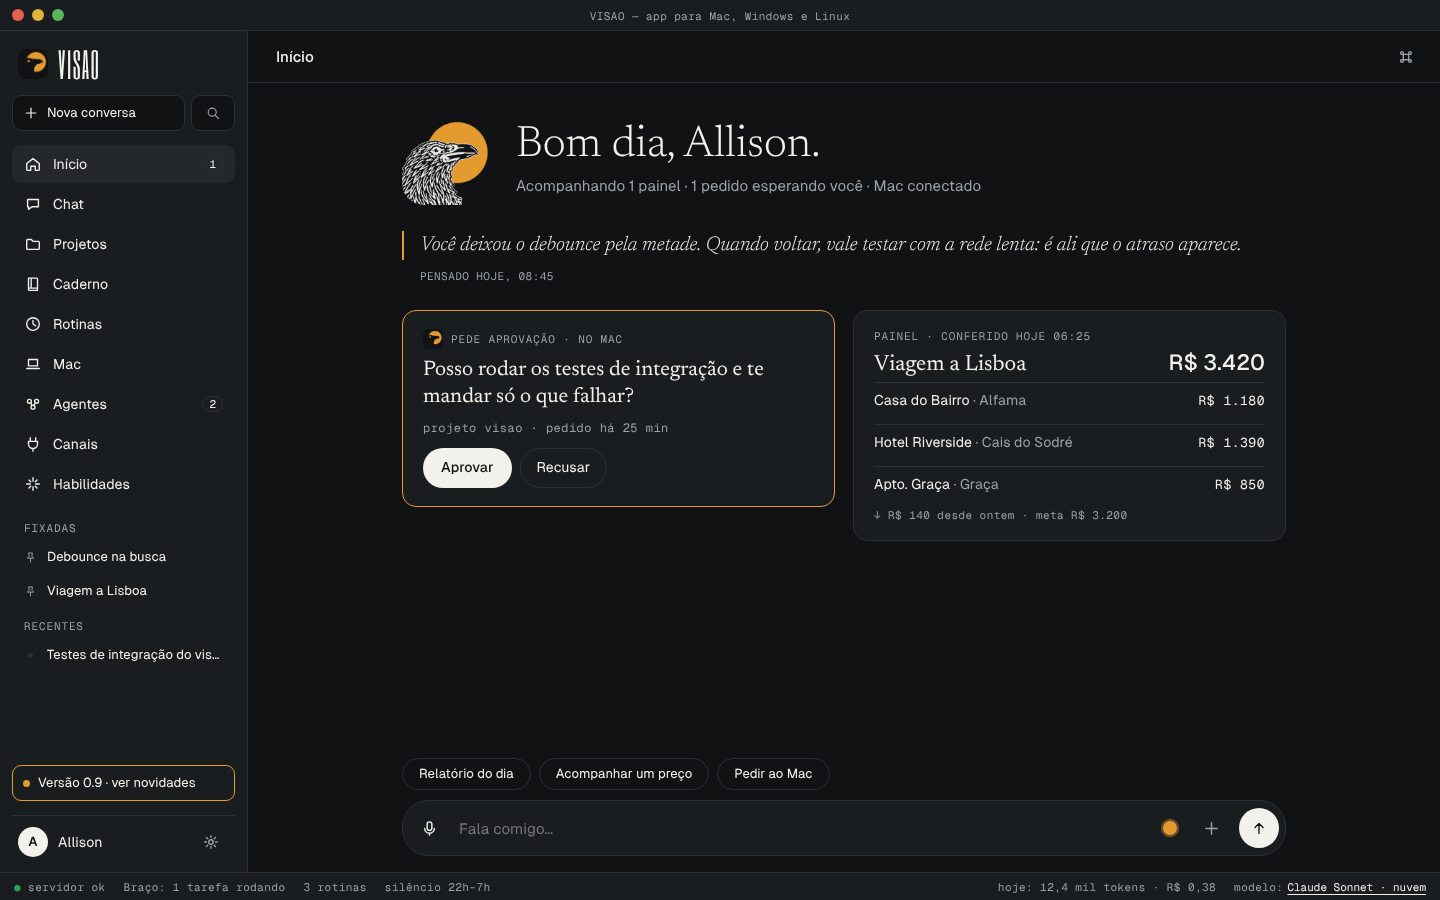 VISAO — app para Mac, Windows e Linux
VISAO
Nova conversa
Início 1
Chat
Projetos
Caderno
Rotinas
Mac
Agentes 2
Canais
Habilidades
FIXADAS
Debounce na busca
Viagem a Lisboa
RECENTES
Testes de integração do vis…
Versão 0.9 · ver novidades
A Allison
Início
Bom dia, Allison.
Acompanhando 1 painel · 1 pedido esperando você · Mac conectado
Você deixou o debounce pela metade. Quando voltar, vale testar com a rede lenta: é ali que o atraso aparece.
PENSADO HOJE, 08:45
PEDE APROVAÇÃO · NO MAC
Posso rodar os testes de integração e te
mandar só o que falhar?
projeto visao · pedido há 25 min
Aprovar Recusar
PAINEL · CONFERIDO HOJE 06:25
Viagem a Lisboa R$ 3.420
Casa do Bairro · Alfama R$ 1.180
Hotel Riverside · Cais do Sodré R$ 1.390
Apto. Graça · Graça R$ 850
↓ R$ 140 desde ontem · meta R$ 3.200
Relatório do dia Acompanhar um preço Pedir ao Mac
Fala comigo…
servidor ok Braço: 1 tarefa rodando 3 rotinas silêncio 22h–7h hoje: 12,4 mil tokens · R$ 0,38 modelo: Claude Sonnet · nuvem